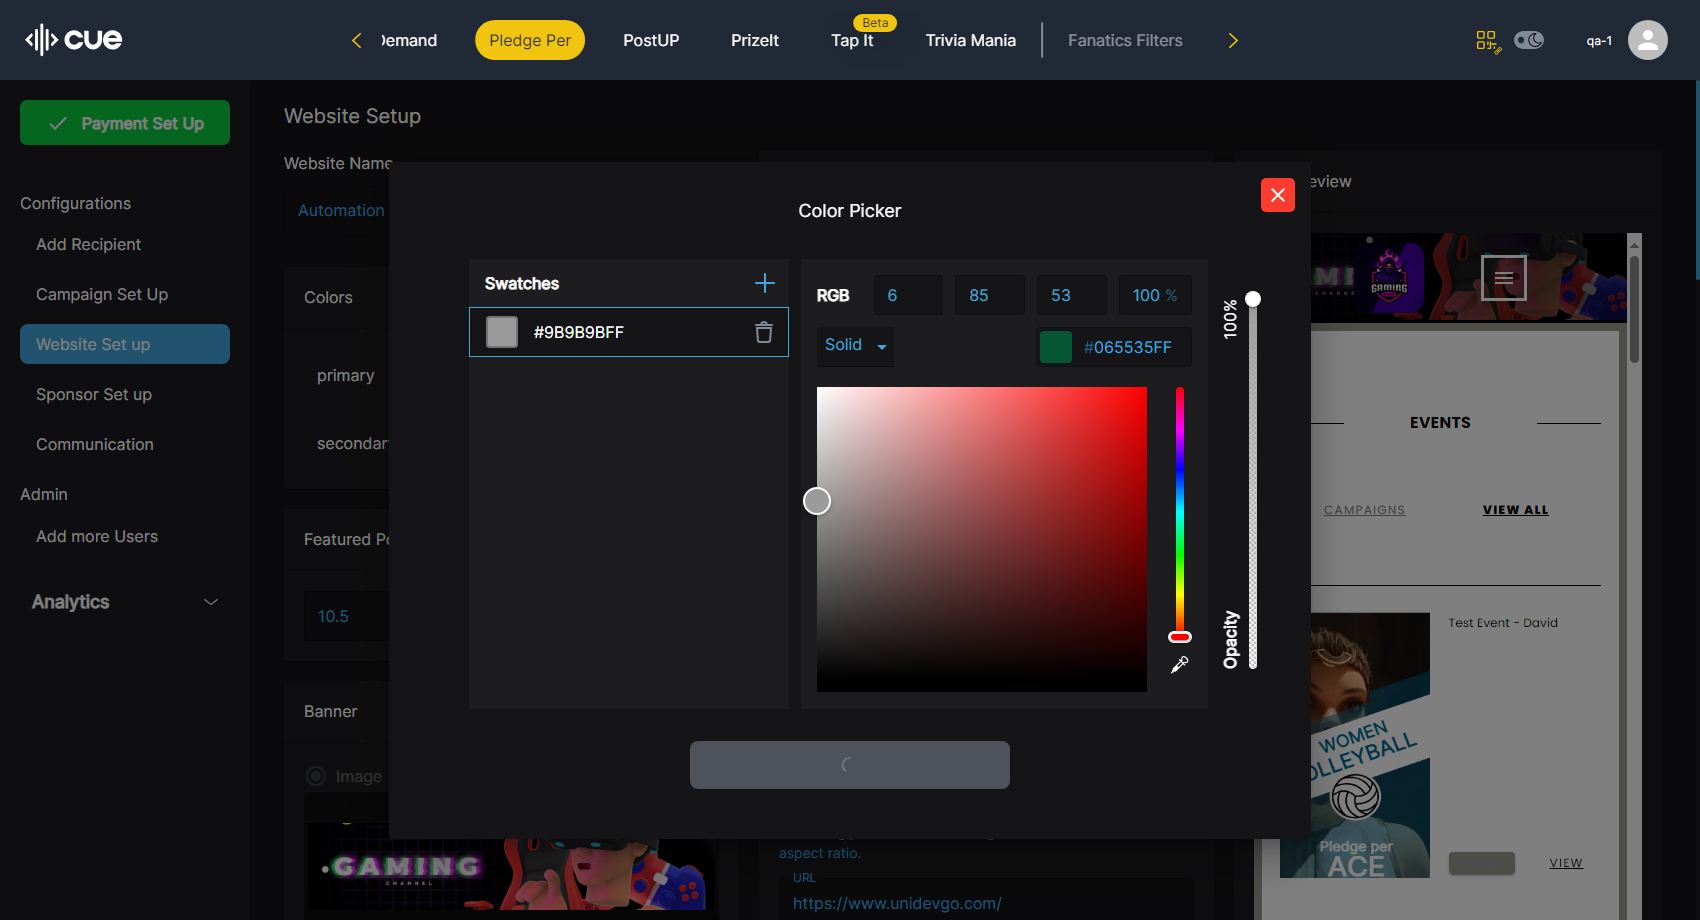 cue
Demand
Pledge Per
PostUP
PrizeIt
Beta
Tap It
Trivia Mania
Fanatics Filters
qa-1
Payment Set Up
Configurations
Add Recipient
Campaign Set Up
Website Set up
Sponsor Set up
Communication
Admin
Add more Users
Analytics
Website Setup
Website Name
Automation
Colors
primary
secondar
Featured Po
10.5
Banner
Image
GAMING
CHANNEL
Color Picker
Swatches
#9B9B9BFF
RGB
6
85
53
100 %
Solid
#065535FF
100%
Opacity
aspect ratio.
URL
https://www.unidevgo.com/
eview
GAMING
EVENTS
CAMPAIGNS
VIEW ALL
Test Event - David
WOMEN
OLLEYBALL
Pledge per
ACE
VIEW